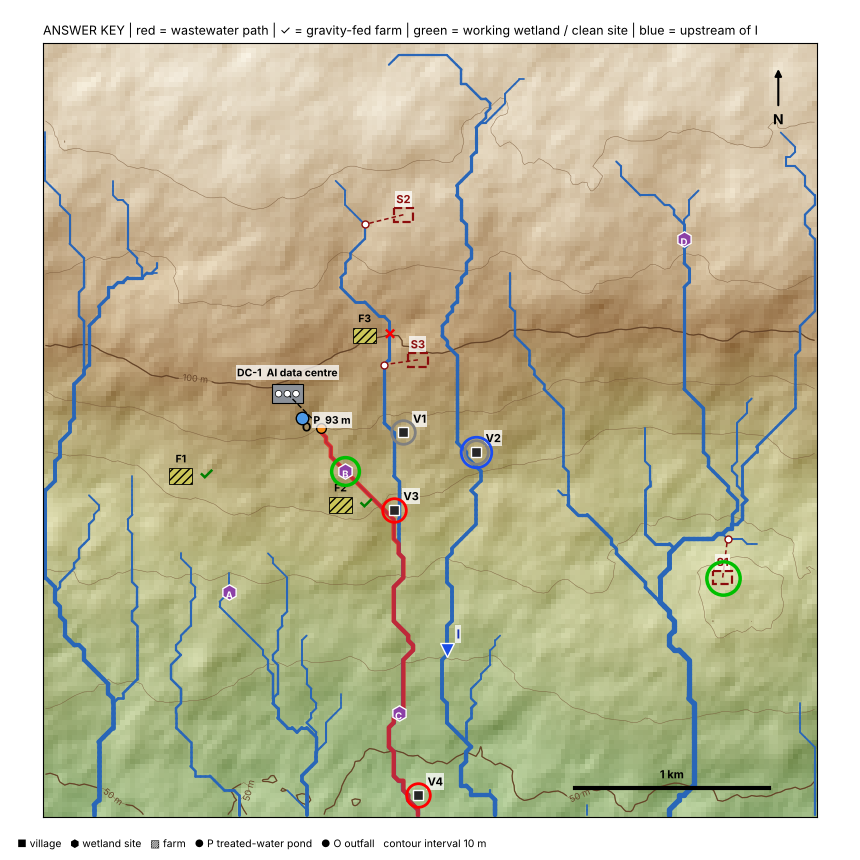 ANSWER KEY | red = wastewater path | ✓ = gravity-fed farm | green = working wetland / clean site | blue = upstream of I
N
S2
D
F3
S3
100 m
DC-1 AI data centre
P 93 m
O
V1
V2
F1
B
F2
V3
S1
A
I
C
1 km
V4
50 m
50 m
50 m
village wetland site farm P treated-water pond O outfall contour interval 10 m